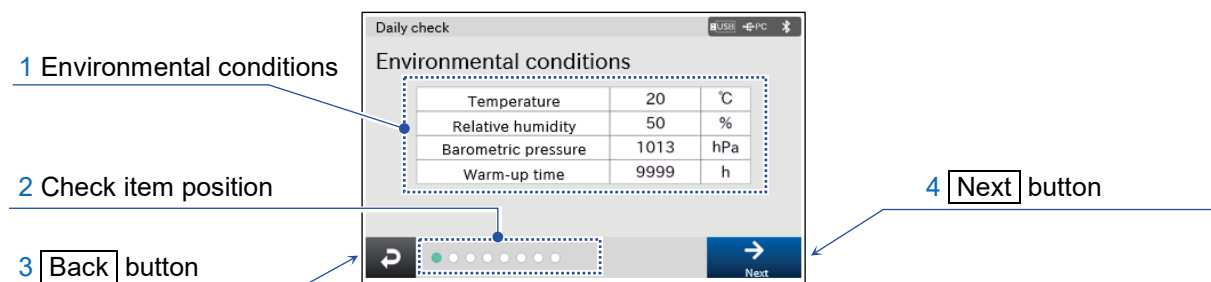 Daily check
USB PC
1 Environmental conditions
Environmental conditions
Temperature 20 ℃
Relative humidity 50 %
Barometric pressure 1013 hPa
Warm-up time 9999 h
2 Check item position
4 Next button
3 Back button
Next